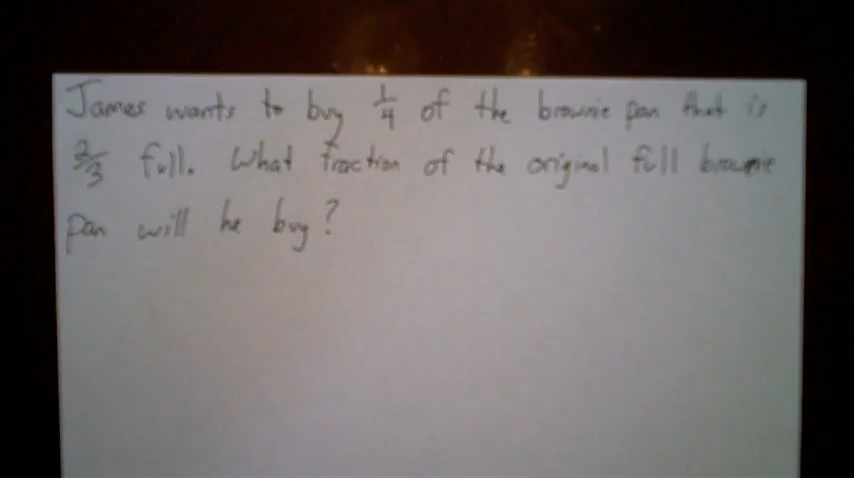 James wants to buy 1/4 of the brownie pan that is
2/3 full. What fraction of the original full brownie
pan will he buy?